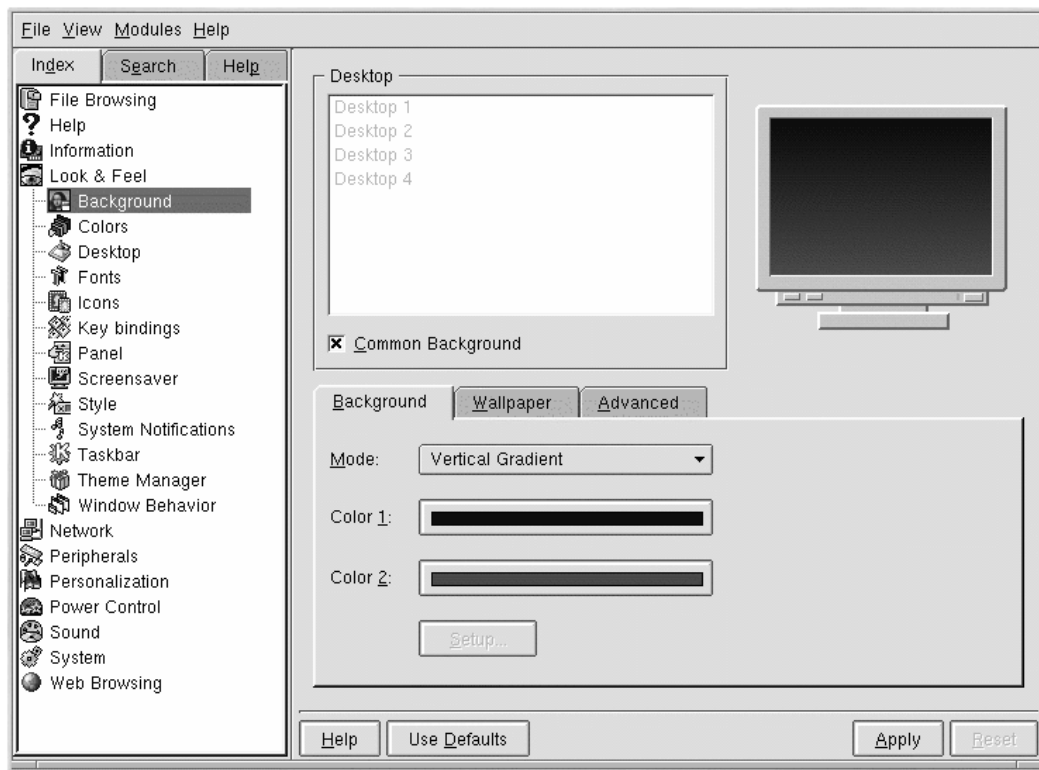 File View Modules Help
Index Search Help
File Browsing
Help
Information
Look & Feel
Background
Colors
Desktop
Fonts
Icons
Key bindings
Panel
Screensaver
Style
System Notifications
Taskbar
Theme Manager
Window Behavior
Network
Peripherals
Personalization
Power Control
Sound
System
Web Browsing
Desktop
Desktop 1
Desktop 2
Desktop 3
Desktop 4
Common Background
Background Wallpaper Advanced
Mode: Vertical Gradient
Color 1:
Color 2:
Setup...
Help Use Defaults Apply Reset